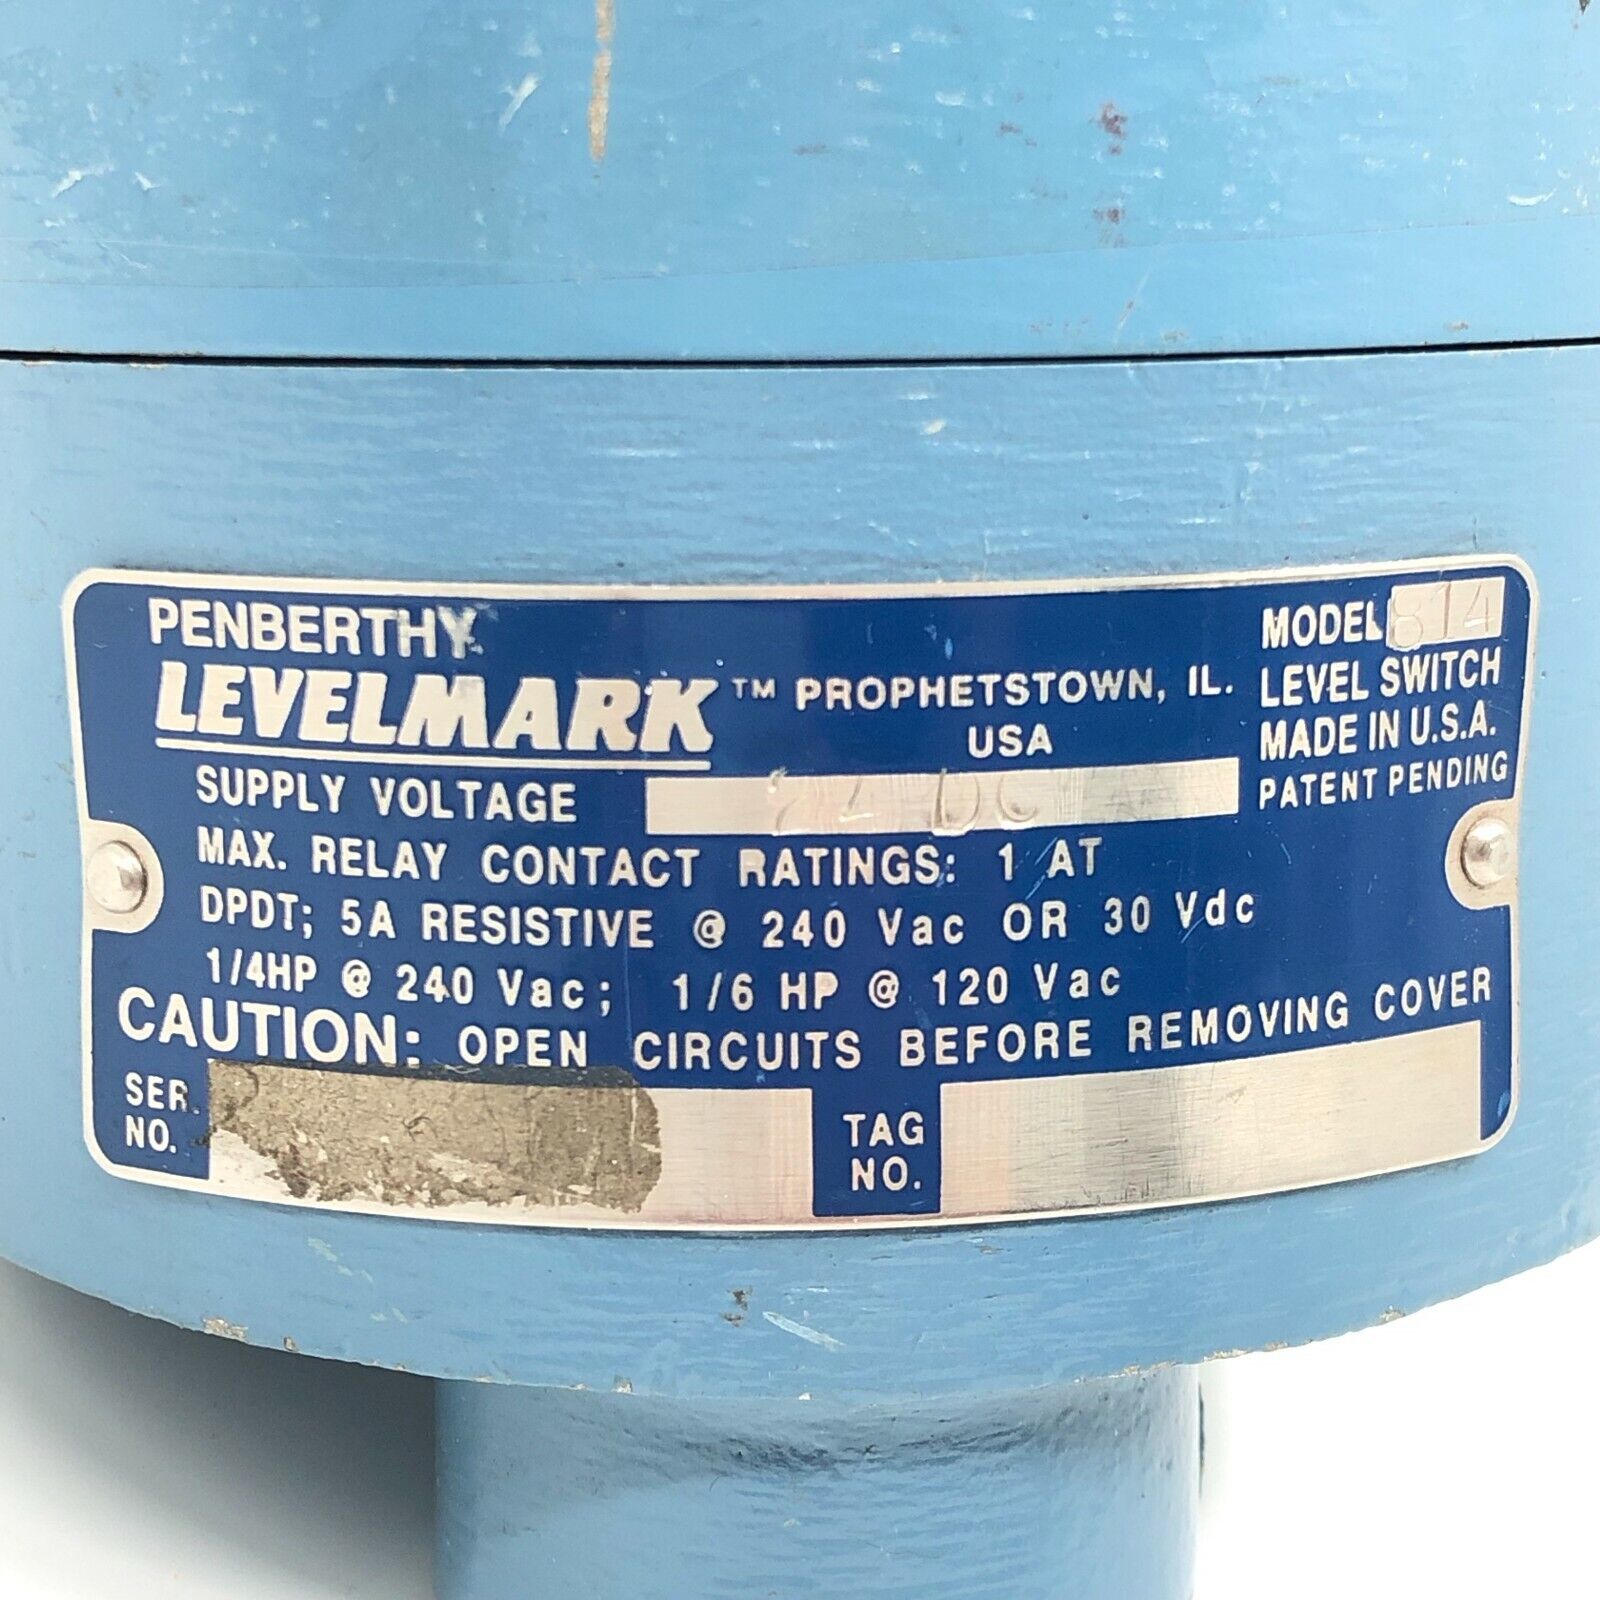 PENBERTHY
LEVELMARK™ PROPHETSTOWN, IL.
USA
MODEL 814
LEVEL SWITCH
MADE IN U.S.A.
PATENT PENDING
SUPPLY VOLTAGE 24 DC
MAX. RELAY CONTACT RATINGS: 1 AT
DPDT; 5A RESISTIVE @ 240 Vac OR 30 Vdc
1/4HP @ 240 Vac; 1/6 HP @ 120 Vac
CAUTION: OPEN CIRCUITS BEFORE REMOVING COVER
SER.
NO.
TAG
NO.